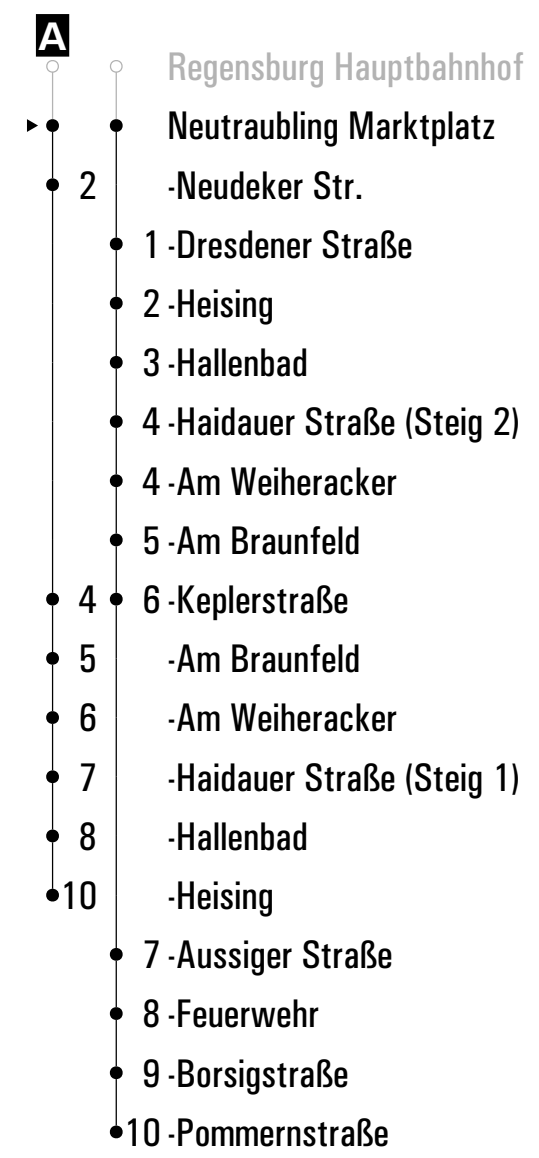 A
Regensburg Hauptbahnhof
Neutraubling Marktplatz
2 -Neudeker Str.
1 -Dresdener Straße
2 -Heising
3 -Hallenbad
4 -Haidauer Straße (Steig 2)
4 -Am Weiheracker
5 -Am Braunfeld
4 6 -Keplerstraße
5 -Am Braunfeld
6 -Am Weiheracker
7 -Haidauer Straße (Steig 1)
8 -Hallenbad
10 -Heising
7 -Aussiger Straße
8 -Feuerwehr
9 -Borsigstraße
10 -Pommernstraße